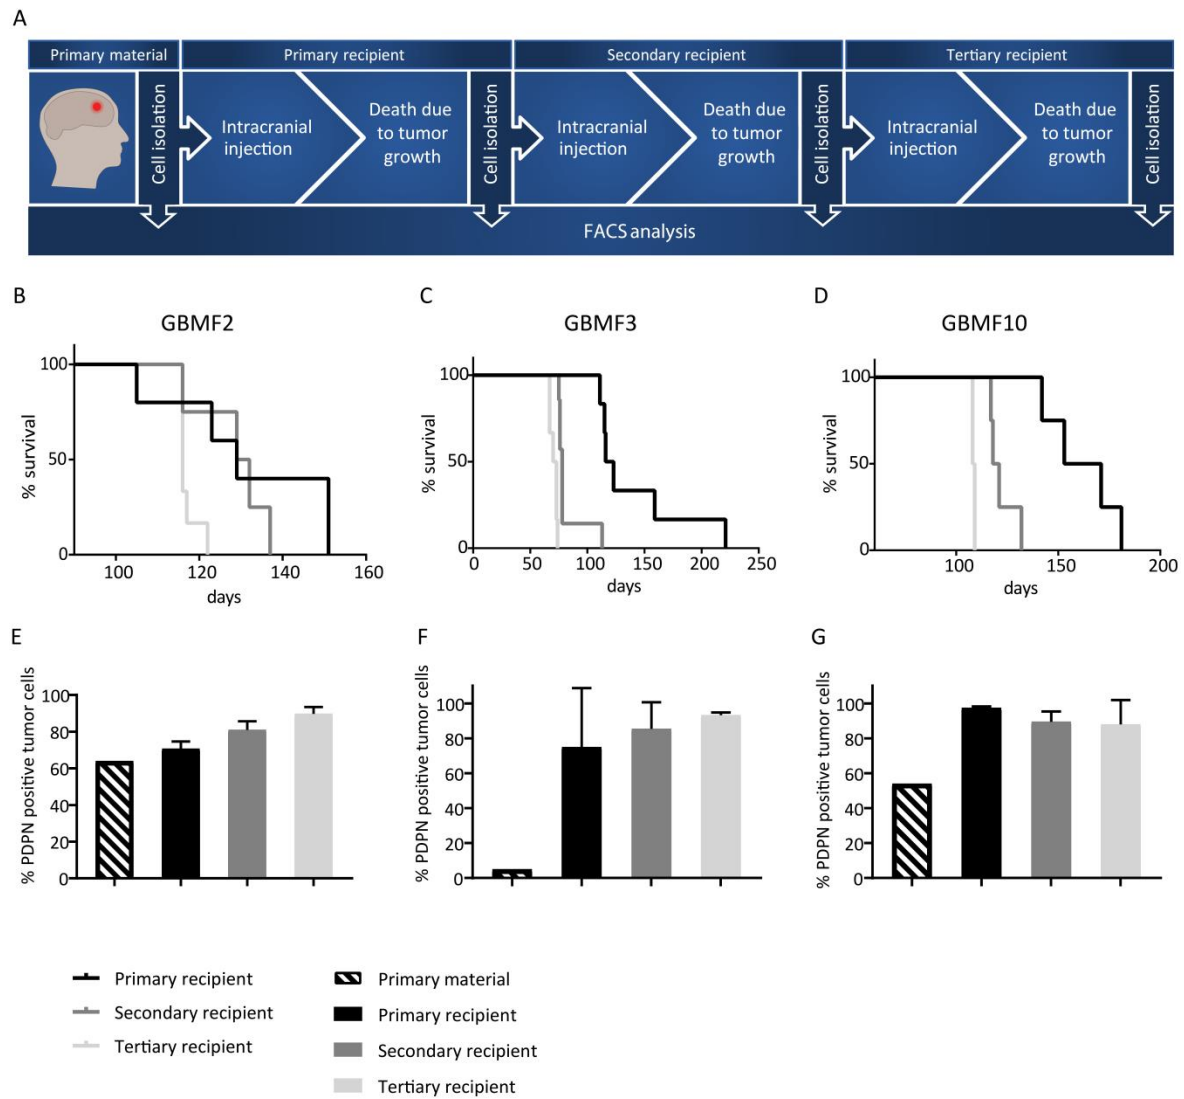 A
Primary material
Primary recipient
Secondary recipient
Tertiary recipient
Cell isolation
Intracranial
injection
Death due
to tumor
growth
Cell isolation
Intracranial
injection
Death due
to tumor
growth
Cell isolation
Intracranial
injection
Death due
to tumor
growth
Cell isolation
FACS analysis
B
GBMF2
% survival
100
50
0
100
120
140
160
days
C
GBMF3
% survival
100
50
0
0
50
100
150
200
250
days
D
GBMF10
% survival
100
50
0
100
150
200
days
E
% PDPN positive tumor cells
100
80
60
40
20
0
F
% PDPN positive tumor cells
100
80
60
40
20
0
G
% PDPN positive tumor cells
100
80
60
40
20
0
Primary recipient
Secondary recipient
Tertiary recipient
Primary material
Primary recipient
Secondary recipient
Tertiary recipient